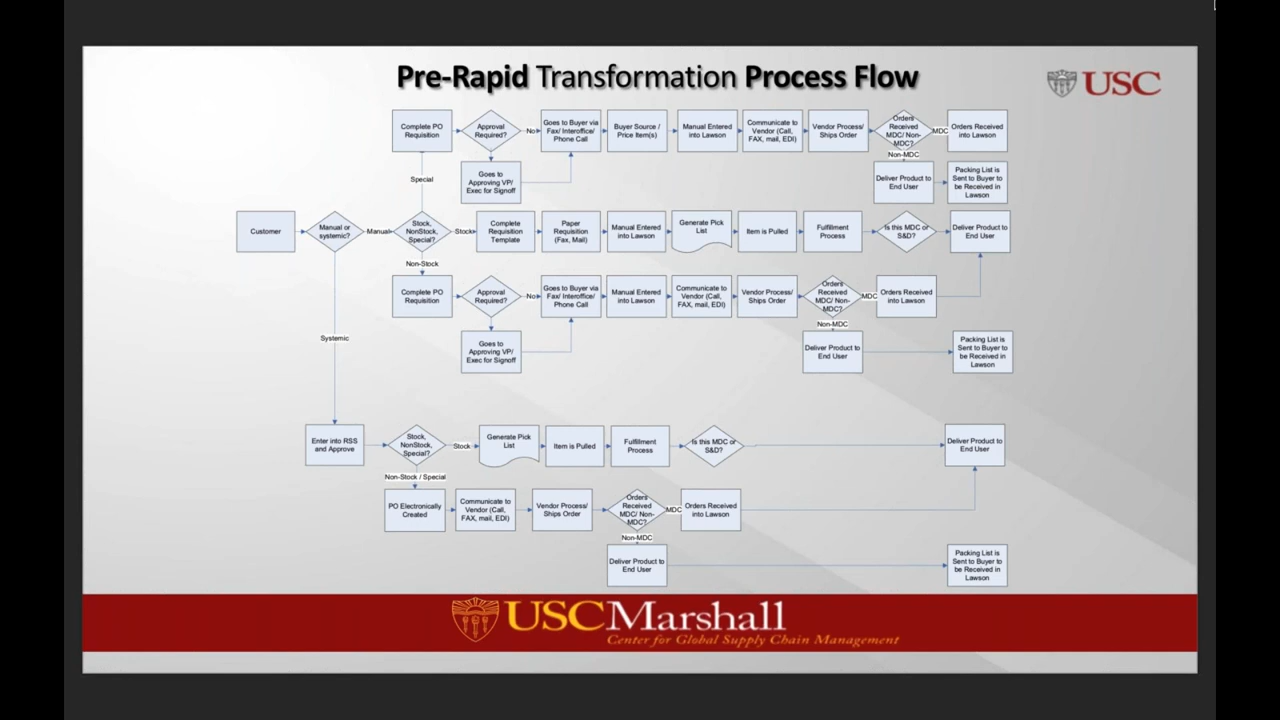 Pre-Rapid Transformation Process Flow
USC
Complete PO
Requisition
Approval
Required?
No
Goes to Buyer via
Fax/ Interoffice/
Phone Call
Buyer Source /
Price Item(s)
Manual Entered
into Lawson
Communicate to
Vendor (Call,
FAX, mail, EDI)
Vendor Process/
Ships Order
Orders
Received
MDC/ Non-
MDC?
MDC
Orders Received
into Lawson
Non-MDC
Goes to
Approving VP/
Exec for Signoff
Deliver Product to
End User
Packing List is
Sent to Buyer to
be Received in
Lawson
Special
Customer
Manual or
systemic?
Manual
Stock,
NonStock,
Special?
Stock
Complete
Requisition
Template
Paper
Requisition
(Fax, Mail)
Manual Entered
into Lawson
Generate Pick
List
Item is Pulled
Fulfillment
Process
Is this MDC or
S&D?
Deliver Product to
End User
Non-Stock
Complete PO
Requisition
Approval
Required?
No
Goes to Buyer via
Fax/ Interoffice/
Phone Call
Manual Entered
into Lawson
Communicate to
Vendor (Call,
FAX, mail, EDI)
Vendor Process/
Ships Order
Orders
Received
MDC/ Non-
MDC?
MDC
Orders Received
into Lawson
Non-MDC
Systemic
Goes to
Approving VP/
Exec for Signoff
Deliver Product to
End User
Packing List is
Sent to Buyer to
be Received in
Lawson
Enter into RSS
and Approve
Stock,
NonStock,
Special?
Stock
Generate Pick
List
Item is Pulled
Fulfillment
Process
Is this MDC or
S&D?
Deliver Product to
End User
Non-Stock / Special
PO Electronically
Created
Communicate to
Vendor (Call,
FAX, mail, EDI)
Vendor Process/
Ships Order
Orders
Received
MDC/ Non-
MDC?
MDC
Orders Received
into Lawson
Non-MDC
Deliver Product to
End User
Packing List is
Sent to Buyer to
be Received in
Lawson
USC Marshall
Center for Global Supply Chain Management